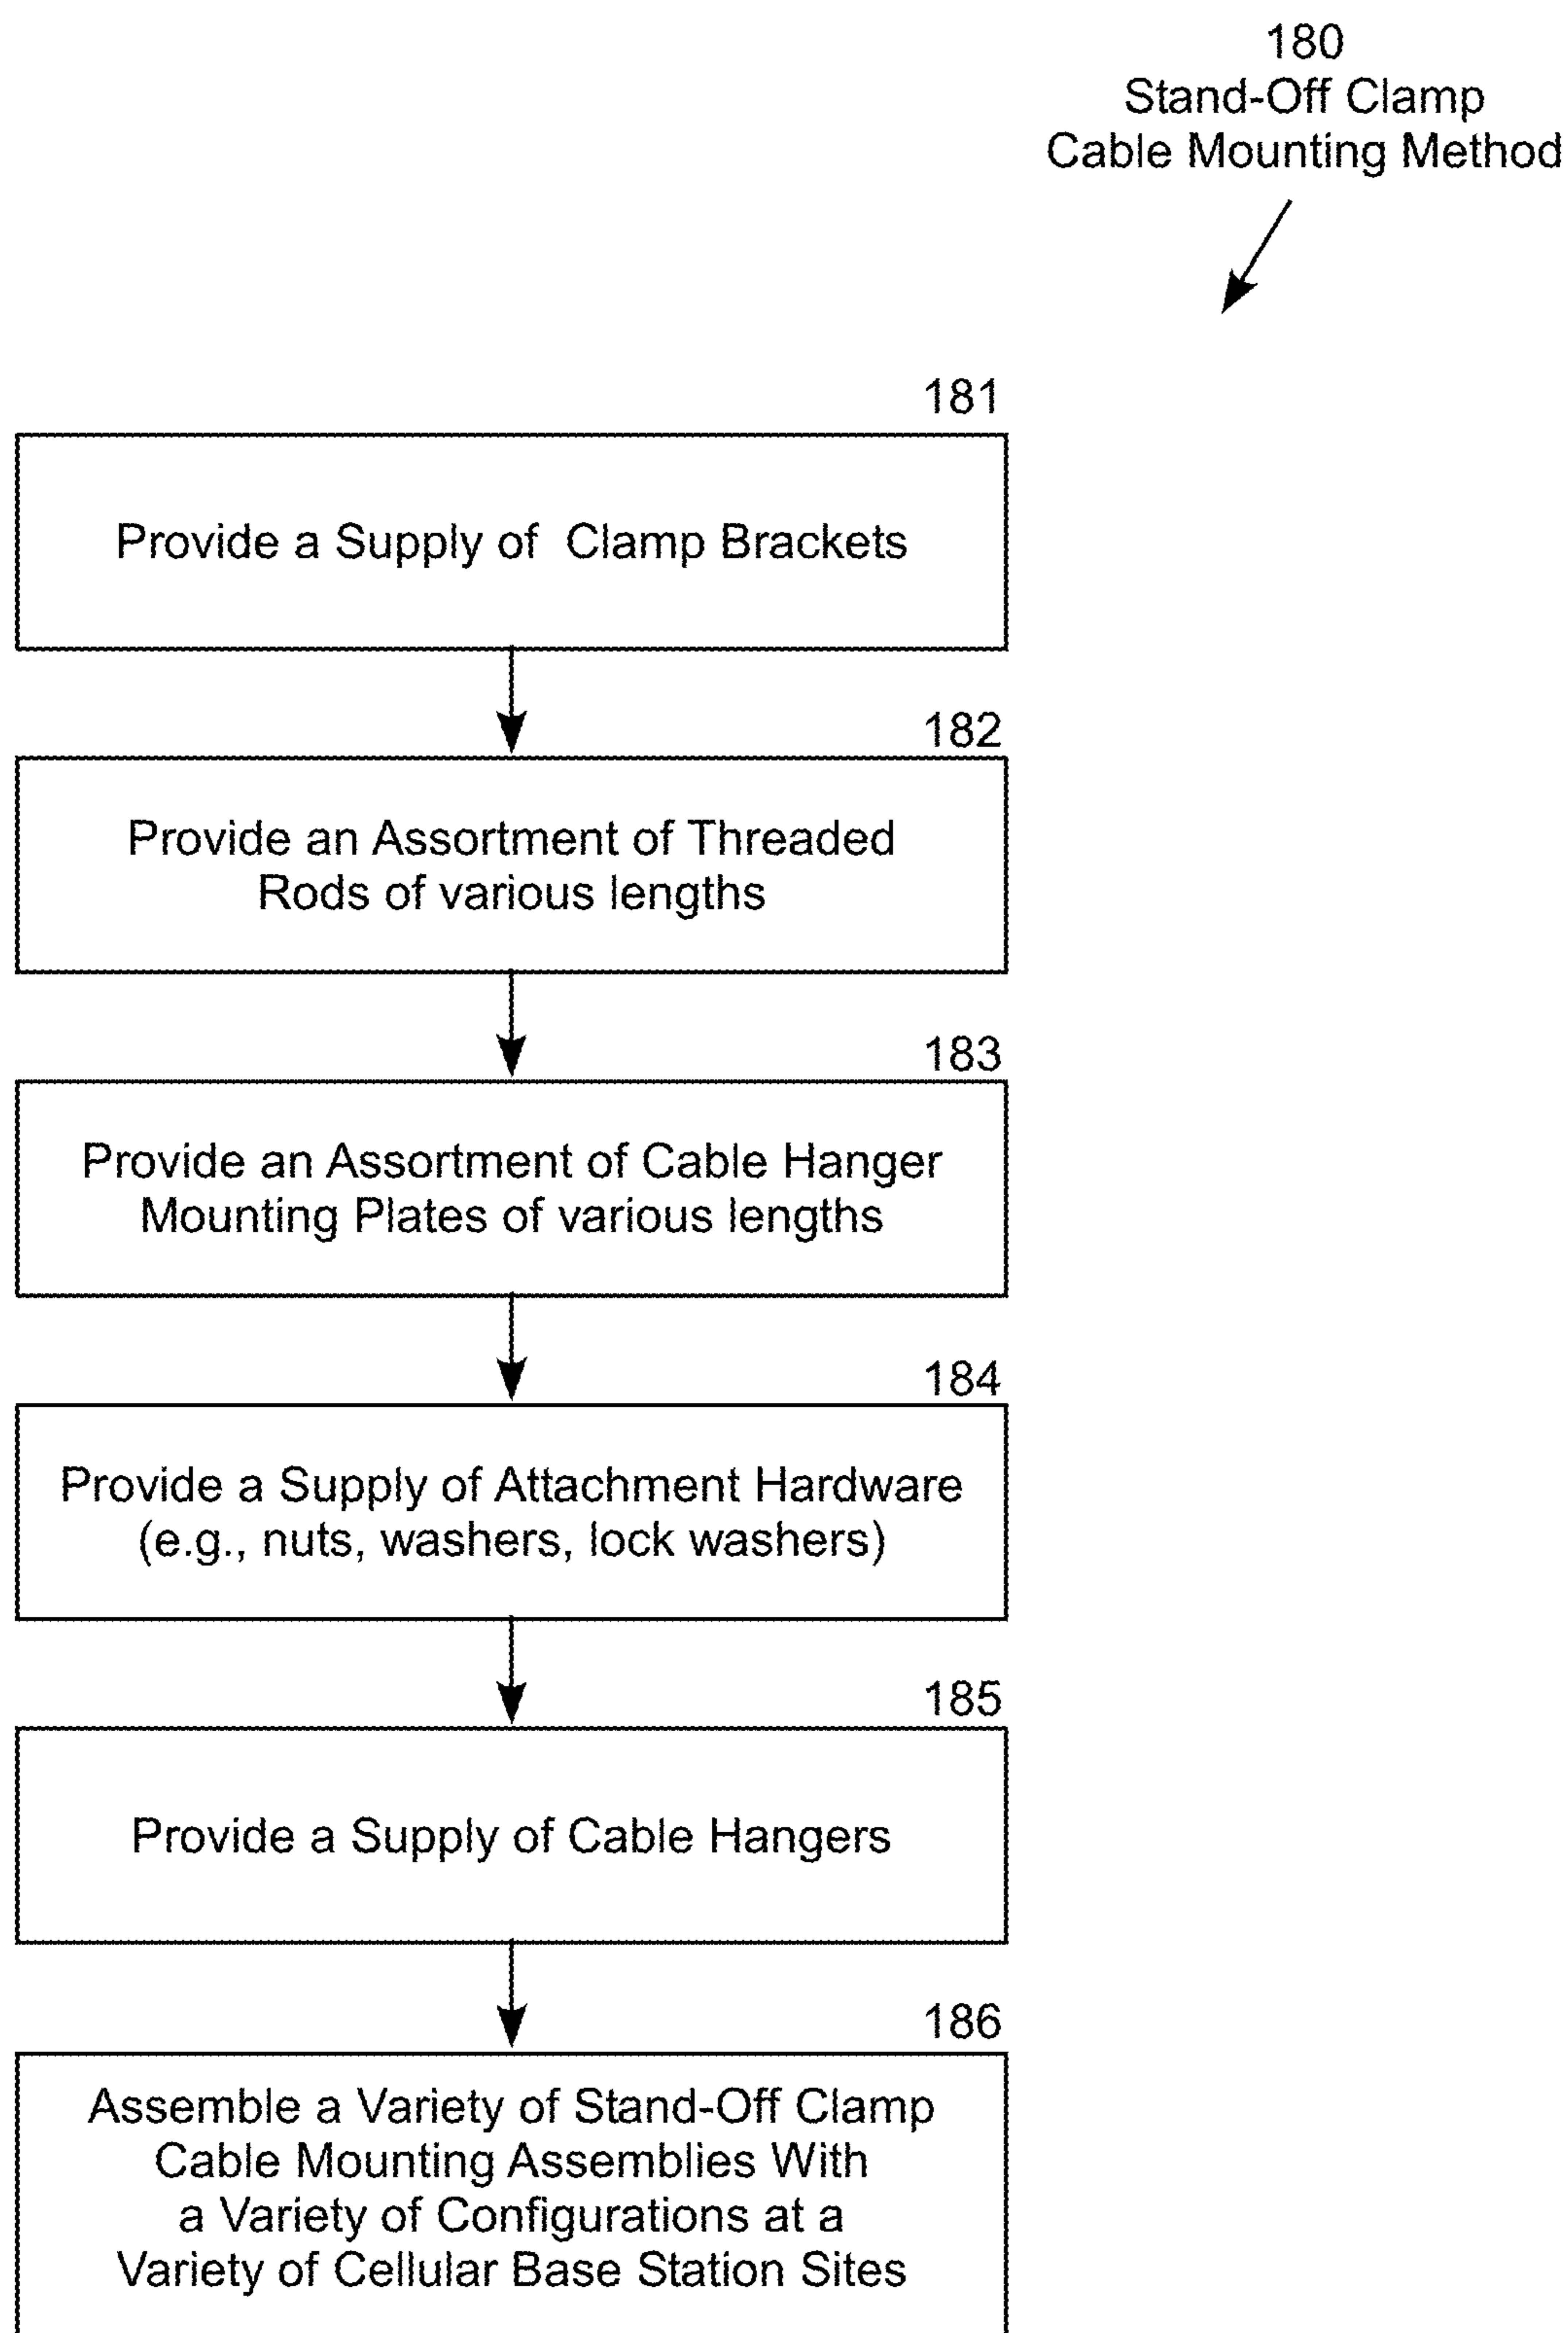 180
Stand-Off Clamp
Cable Mounting Method
181
Provide a Supply of Clamp Brackets
182
Provide an Assortment of Threaded
Rods of various lengths
183
Provide an Assortment of Cable Hanger
Mounting Plates of various lengths
184
Provide a Supply of Attachment Hardware
(e.g., nuts, washers, lock washers)
185
Provide a Supply of Cable Hangers
186
Assemble a Variety of Stand-Off Clamp
Cable Mounting Assemblies With
a Variety of Configurations at a
Variety of Cellular Base Station Sites